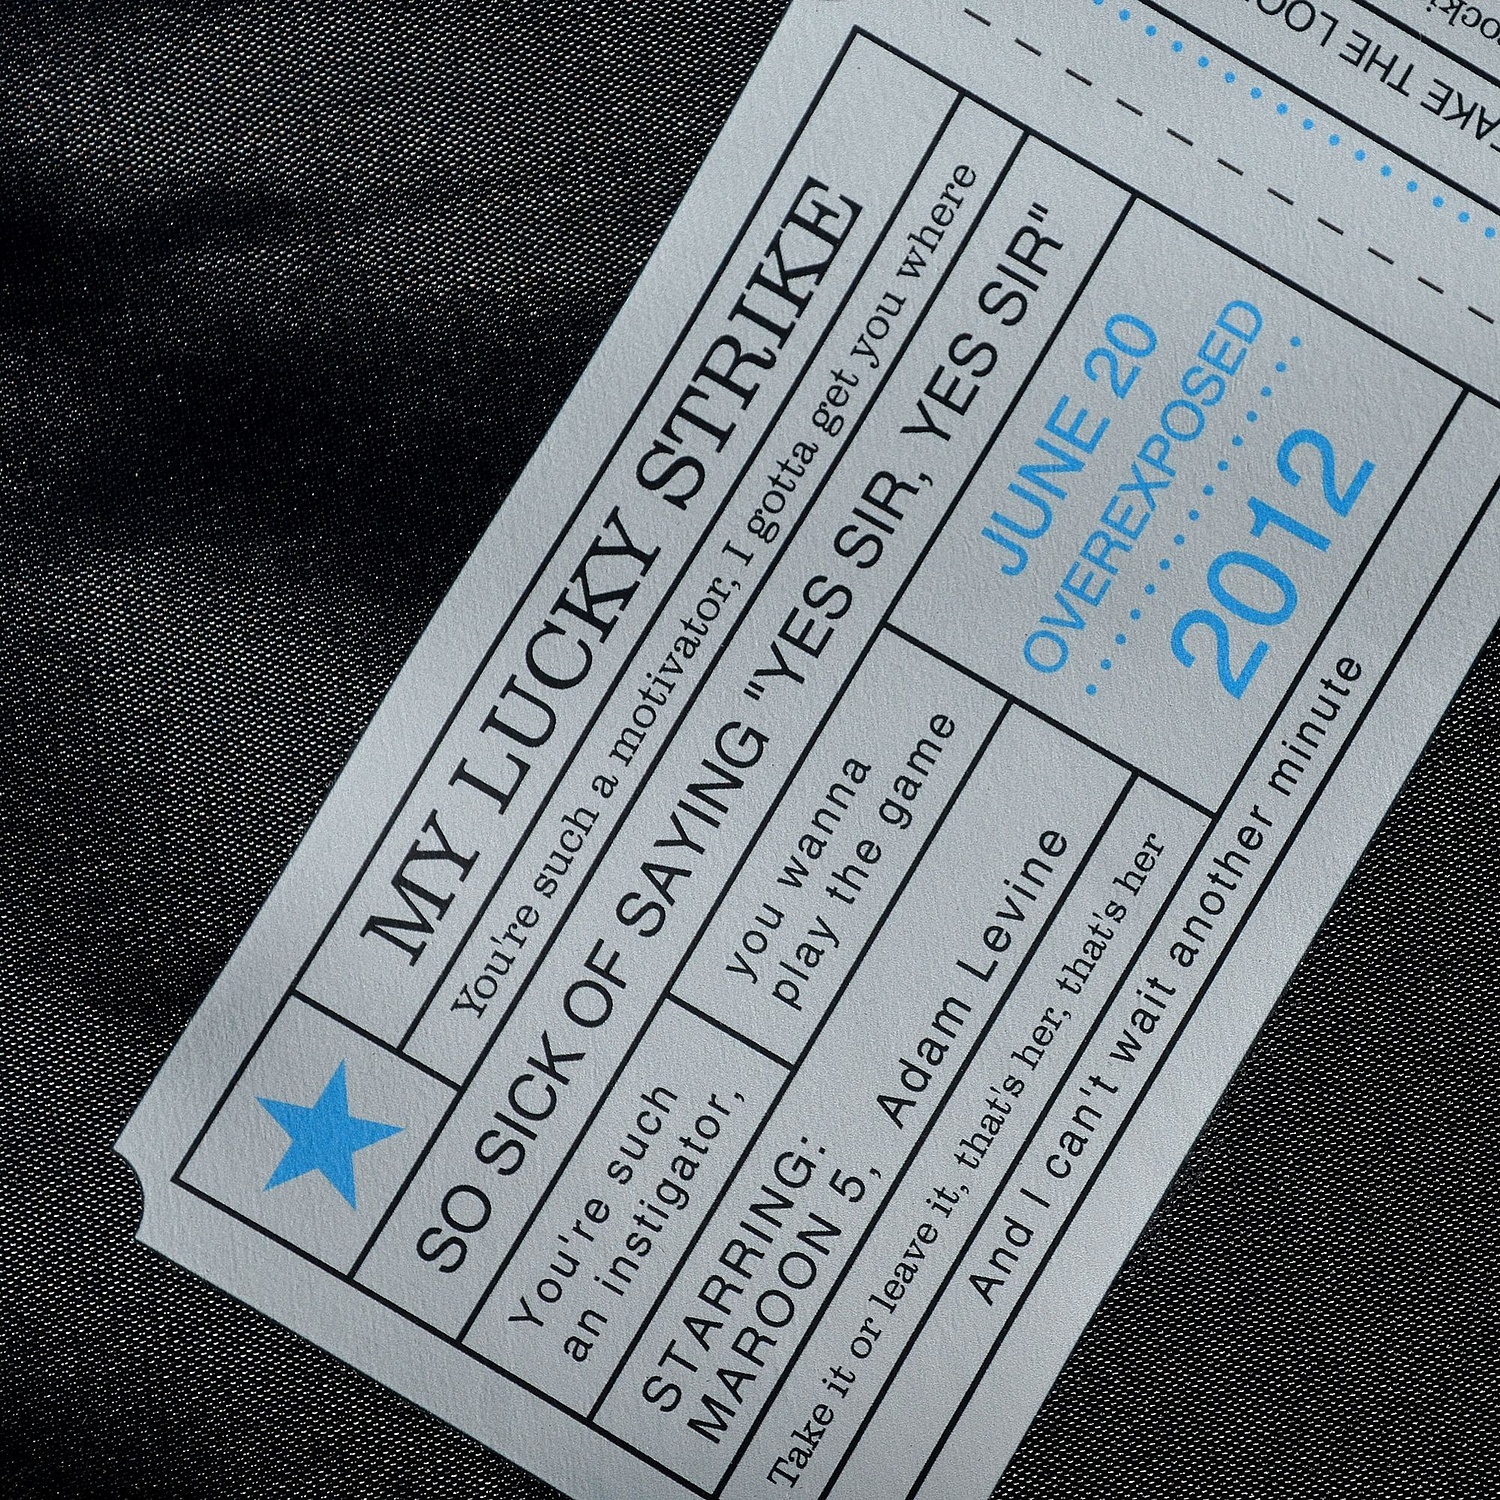 MY LUCKY STRIKE
You're such a motivator, I gotta get you where
SO SICK OF SAYING "YES SIR, YES SIR"
You're such
an instigator,
you wanna
play the game
JUNE 20
OVEREXPOSED
2012
STARRING:
MAROON 5, Adam Levine
Take it or leave it, that's her, that's her
And I can't wait another minute
THE